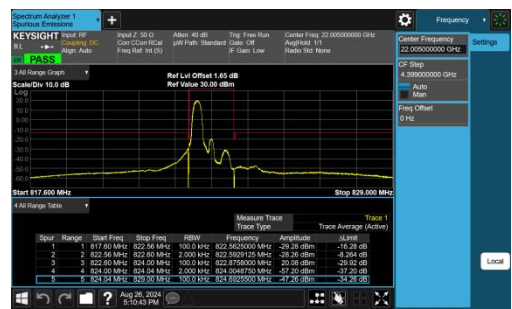 Spectrum Analyzer 1
Spurious Emissions
Frequency
KEYSIGHT Input: RF Input Z: 50 Ω Atten: 40 dB Trig: Free Run Center Freq: 22.005000000 GHz
RL Coupling: DC Corr CCorr RCal µW Path: Standard Gate: Off Avg|Hold: 1/1
Align: Auto Freq Ref: Int (S) IF Gain: Low Radio Std: None
PASS
Center Frequency
22.005000000 GHz
Settings
CF Step
4.398000000 GHz
Auto
Man
Freq Offset
0 Hz
3 All Range Graph
Ref Lvl Offset 1.65 dB
Scale/Div 10.0 dB Ref Value 30.00 dBm
Log
20.0
10.0
0.00
-10.0
-20.0
-30.0
-40.0
-50.0
-60.0
Start 817.600 MHz Stop 829.000 MHz
4 All Range Table
Measure Trace Trace 1
Trace Type Trace Average (Active)
Spur Range Start Freq Stop Freq RBW Frequency Amplitude ΔLimit
1 1 817.60 MHz 822.56 MHz 100.0 kHz 822.5625000 MHz -29.28 dBm -16.28 dB
2 2 822.56 MHz 822.60 MHz 2.000 kHz 822.5929125 MHz -28.26 dBm -8.264 dB
3 3 822.60 MHz 824.00 MHz 100.0 kHz 822.8758000 MHz 20.08 dBm -29.92 dB
4 4 824.00 MHz 824.04 MHz 2.000 kHz 824.0048750 MHz -57.20 dBm -37.20 dB
5 5 824.04 MHz 829.00 MHz 100.0 kHz 824.6925500 MHz -47.26 dBm -34.26 dB
Local
Aug 26, 2024
5:10:43 PM